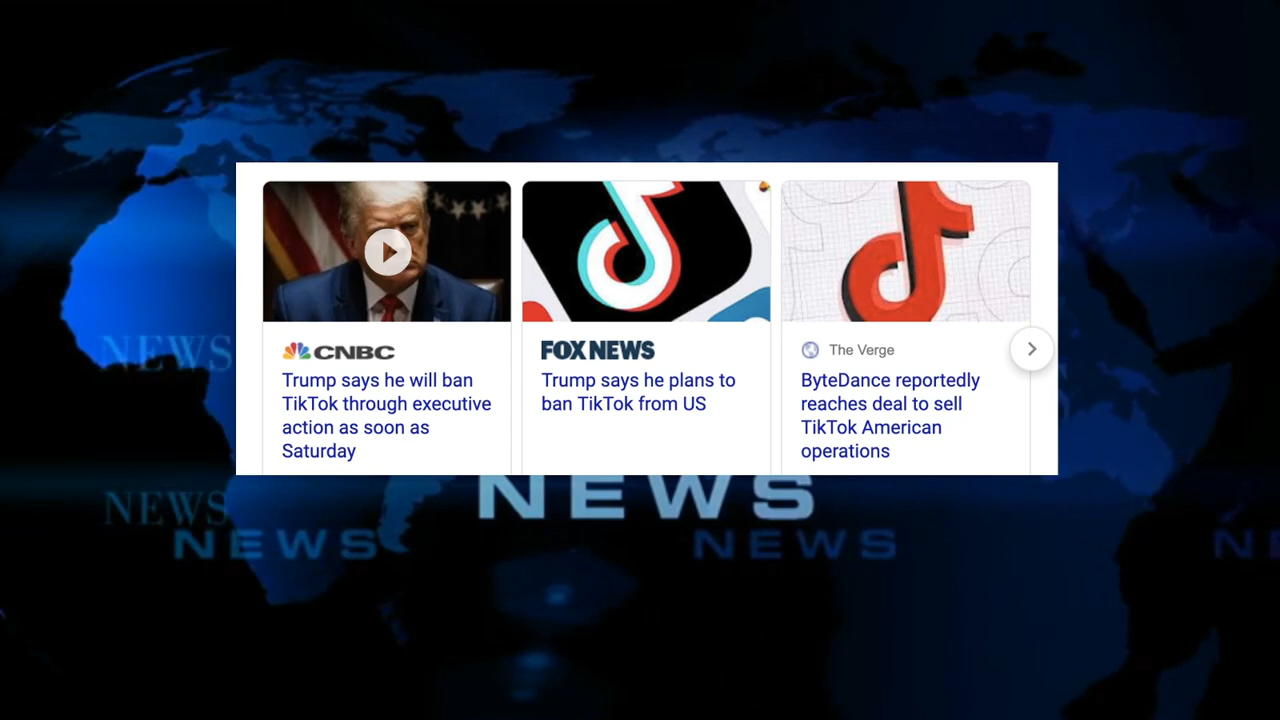 CNBC
Trump says he will ban
TikTok through executive
action as soon as
Saturday
FOX NEWS
Trump says he plans to
ban TikTok from US
The Verge
ByteDance reportedly
reaches deal to sell
TikTok American
operations
NEWS
NEWS
NEWS
NEWS
NEWS